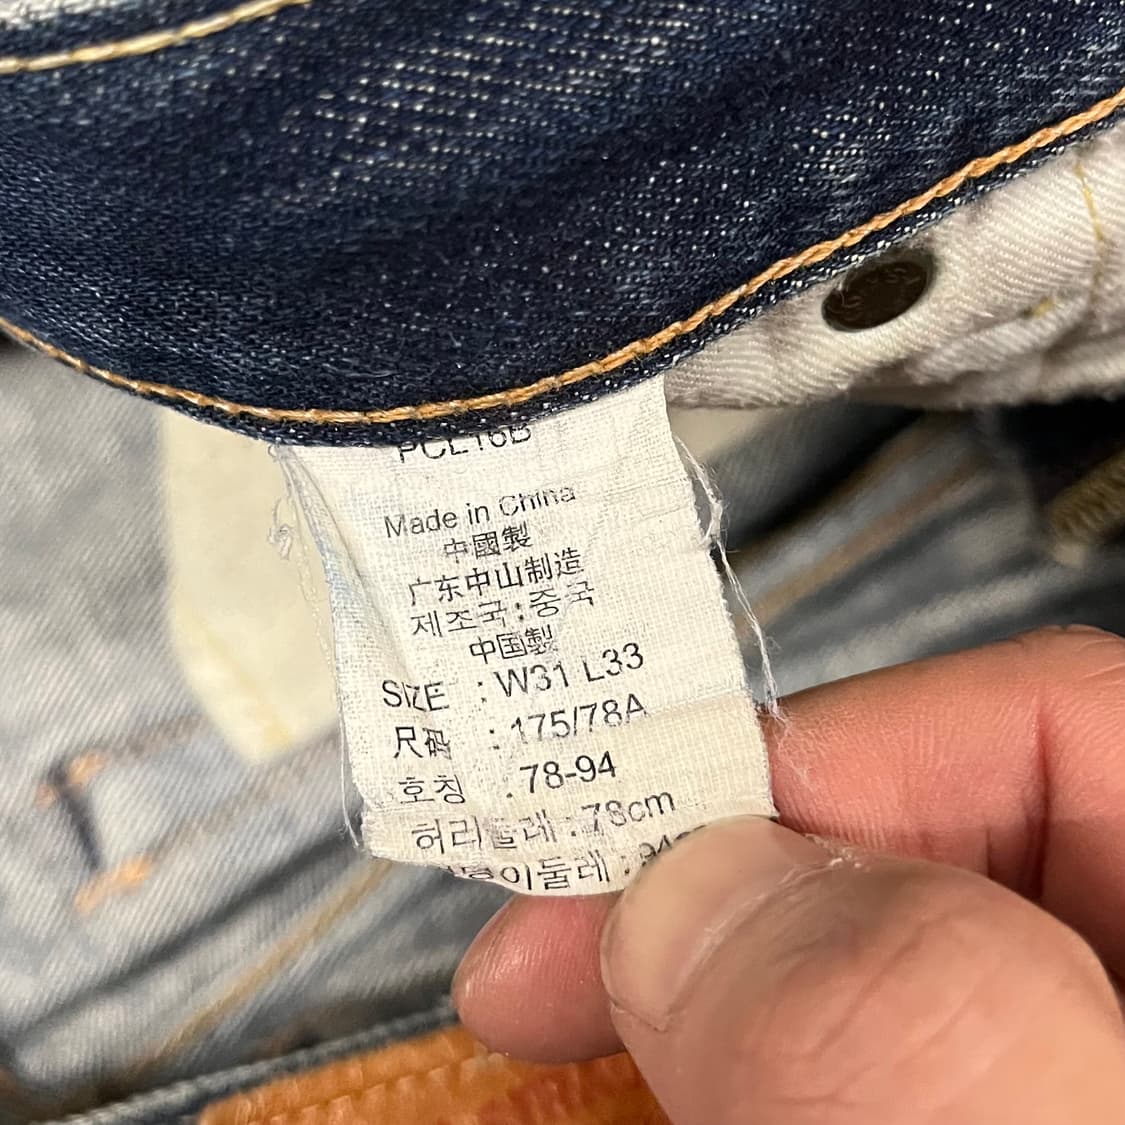 PCL16B
Made in China
中國製
广东中山制造
제조국:중국
中国製
SIZE : W31 L33
尺码 : 175/78A
호칭 : 78-94
허리둘레 : 78cm